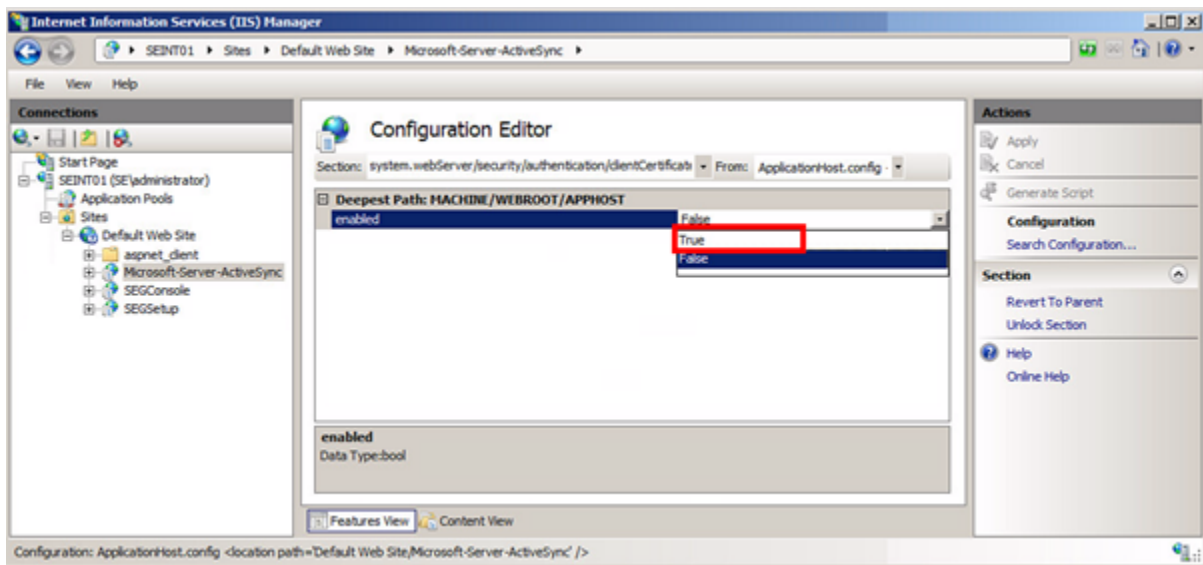 Internet Information Services (IIS) Manager
SEINT01 Sites Default Web Site Microsoft-Server-ActiveSync
File View Help
Connections
Start Page
SEINT01 (SE\administrator)
Application Pools
Sites
Default Web Site
aspnet_client
Microsoft-Server-ActiveSync
SEGConsole
SEGSetup
Configuration Editor
Section: system.webServer/security/authentication/clientCertificate From: ApplicationHost.config
Deepest Path: MACHINE/WEBROOT/APPHOST
enabled False
True
False
enabled
Data Type:bool
Features View Content View
Actions
Apply
Cancel
Generate Script
Configuration
Search Configuration...
Section
Revert To Parent
Unlock Section
Help
Online Help
Configuration: ApplicationHost.config <location path='Default Web Site/Microsoft-Server-ActiveSync' />